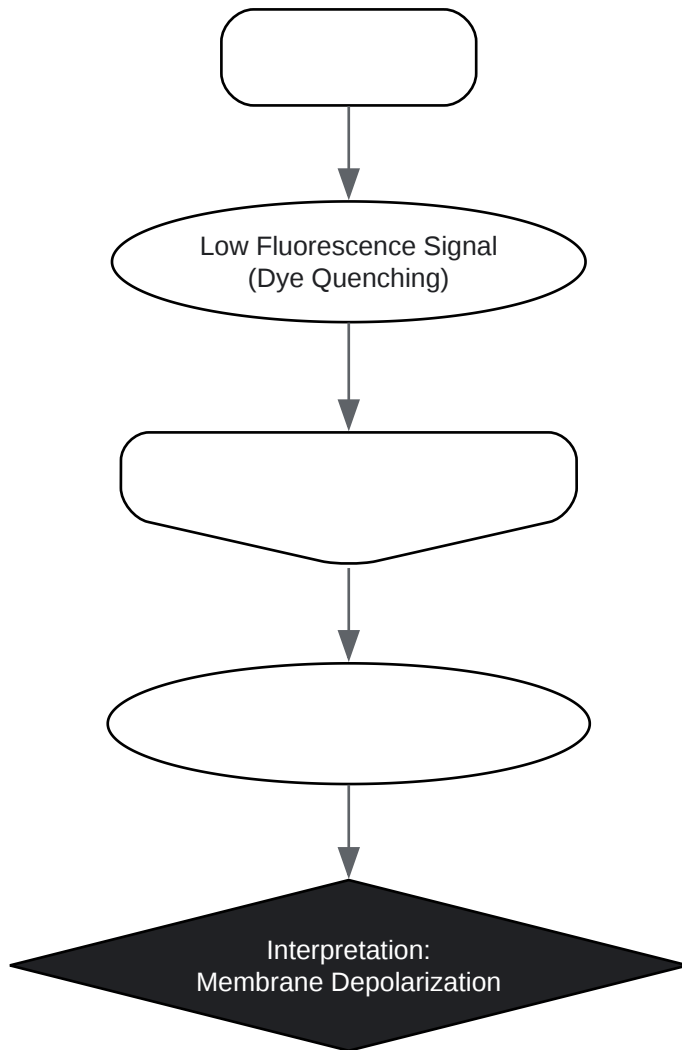 Low Fluorescence Signal
(Dye Quenching)
Interpretation:
Membrane Depolarization